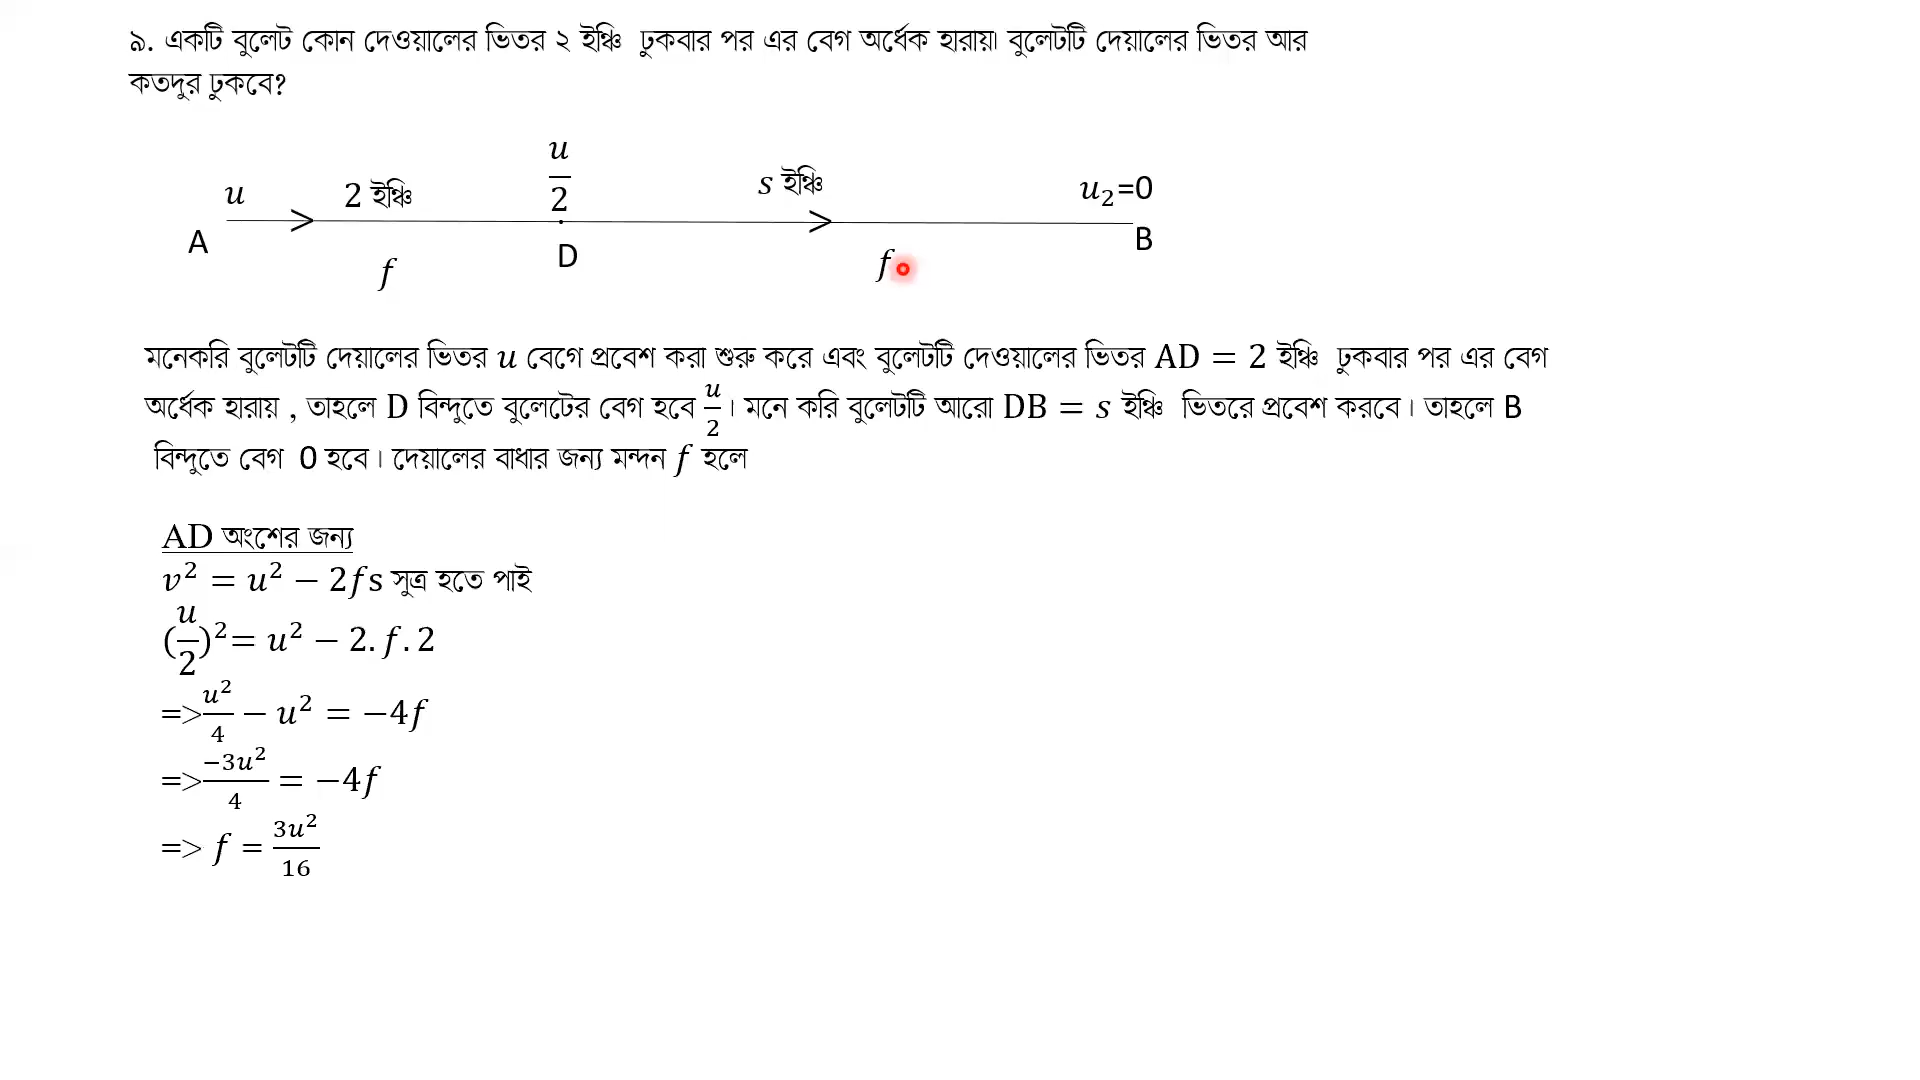 ৯. একটি বুলেট কোন দেওয়ালের ভিতর ২ ইঞ্চি ঢুকবার পর এর বেগ অর্ধেক হারায়৷ বুলেটটি দেয়ালের ভিতর আর
কতদুর ঢুকবে?
u 2 ইঞ্চি u/2 s ইঞ্চি u₂=0
A f D f B
মনেকরি বুলেটটি দেয়ালের ভিতর u বেগে প্রবেশ করা শুরু করে এবং বুলেটটি দেওয়ালের ভিতর AD = 2 ইঞ্চি ঢুকবার পর এর বেগ
অর্ধেক হারায় , তাহলে D বিন্দুতে বুলেটের বেগ হবে u/2। মনে করি বুলেটটি আরো DB = s ইঞ্চি ভিতরে প্রবেশ করবে। তাহলে B
বিন্দুতে বেগ 0 হবে। দেয়ালের বাধার জন্য মন্দন f হলে
AD অংশের জন্য
v² = u² − 2fs সুত্র হতে পাই
(u/2)²= u² − 2. f. 2
=>u²/4 − u² = −4f
=>−3u²/4 = −4f
=> f = 3u²/16